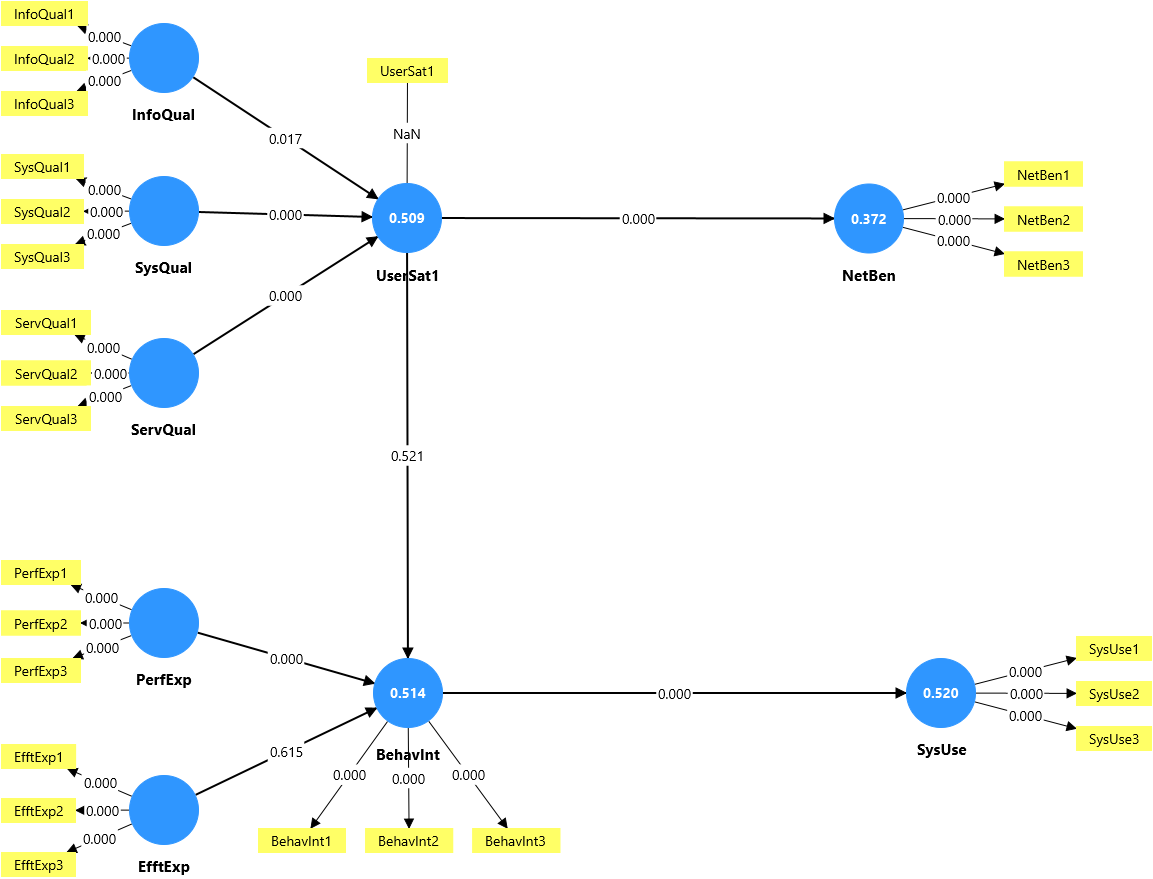 InfoQual1
0.000
InfoQual2
0.000
0.000
InfoQual3
InfoQual
UserSat1
0.017
NaN
SysQual1
0.000
SysQual2
0.000
0.000
SysQual3
SysQual
0.000
0.509
UserSat1
0.000
0.372
NetBen
0.000
NetBen1
0.000
NetBen2
0.000
NetBen3
0.000
ServQual1
0.000
ServQual2
0.000
0.000
ServQual3
ServQual
0.521
PerfExp1
0.000
PerfExp2
0.000
0.000
PerfExp3
PerfExp
0.000
0.514
BehavInt
0.000
0.520
SysUse
0.000
SysUse1
0.000
SysUse2
0.000
SysUse3
0.615
EfftExp1
0.000
EfftExp2
0.000
0.000
EfftExp3
EfftExp
0.000
0.000
0.000
BehavInt1
BehavInt2
BehavInt3